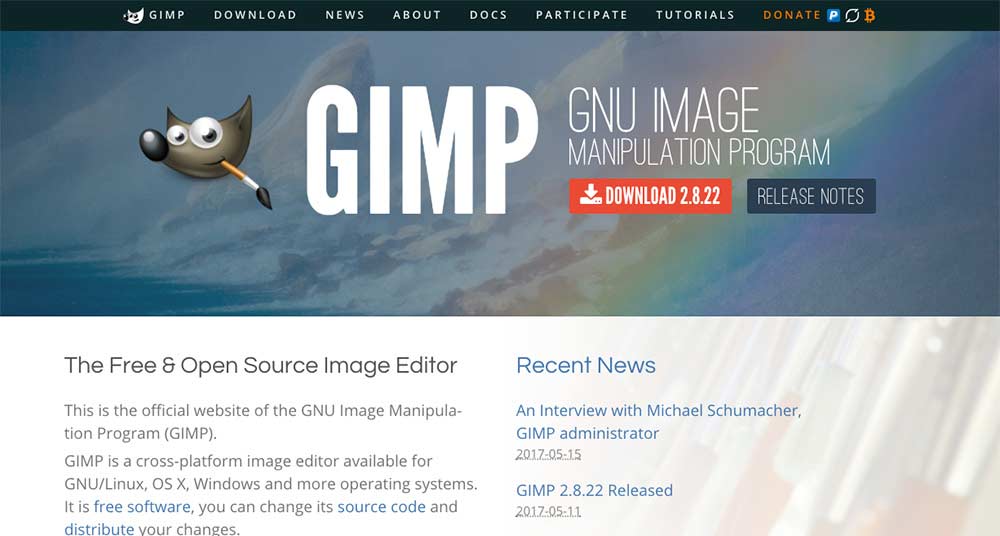 GIMP DOWNLOAD NEWS ABOUT DOCS PARTICIPATE TUTORIALS DONATE
GIMP
GNU IMAGE
MANIPULATION PROGRAM
DOWNLOAD 2.8.22
RELEASE NOTES
The Free & Open Source Image Editor
This is the official website of the GNU Image Manipula-
tion Program (GIMP).
GIMP is a cross-platform image editor available for
GNU/Linux, OS X, Windows and more operating systems.
It is free software, you can change its source code and
distribute your changes.
Recent News
An Interview with Michael Schumacher,
GIMP administrator
2017-05-15
GIMP 2.8.22 Released
2017-05-11